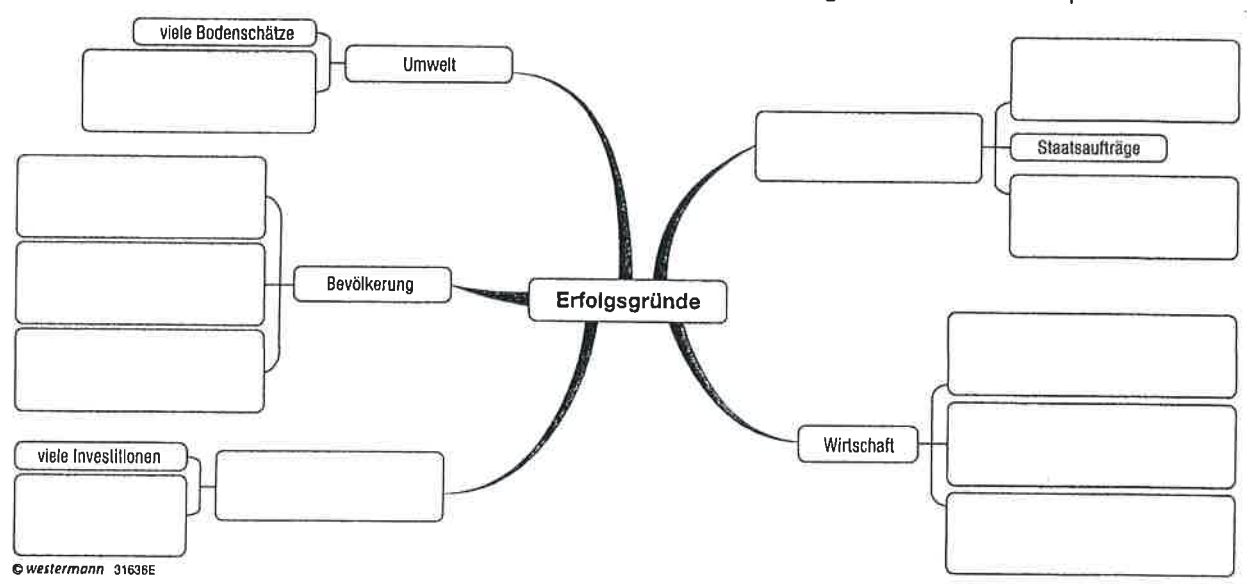 viele Bodenschätze
Umwelt
Staatsaufträge
Bevölkerung
Erfolgsgründe
viele Investitionen
Wirtschaft
© westermann 31636E